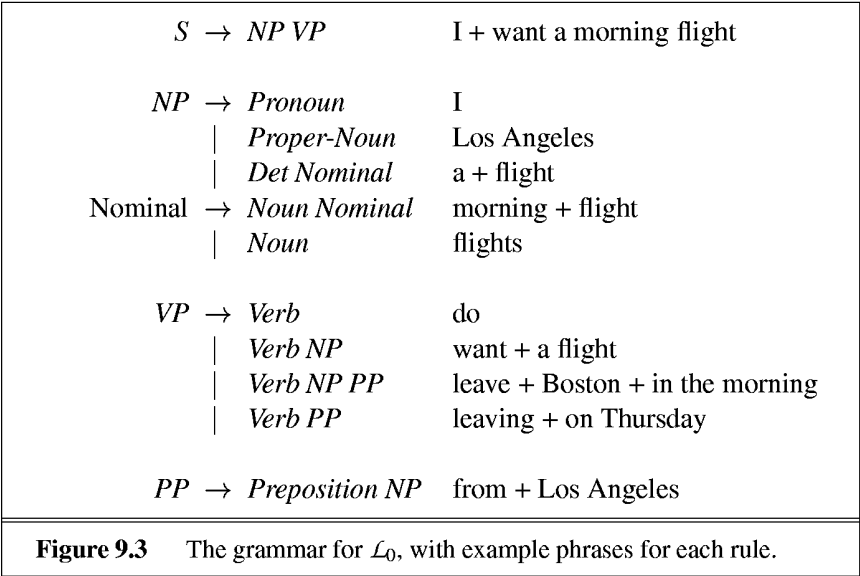 S → NP VP I + want a morning flight
NP → Pronoun I
| Proper-Noun Los Angeles
| Det Nominal a + flight
Nominal → Noun Nominal morning + flight
| Noun flights
VP → Verb do
| Verb NP want + a flight
| Verb NP PP leave + Boston + in the morning
| Verb PP leaving + on Thursday
PP → Preposition NP from + Los Angeles
Figure 9.3 The grammar for ℒ₀, with example phrases for each rule.